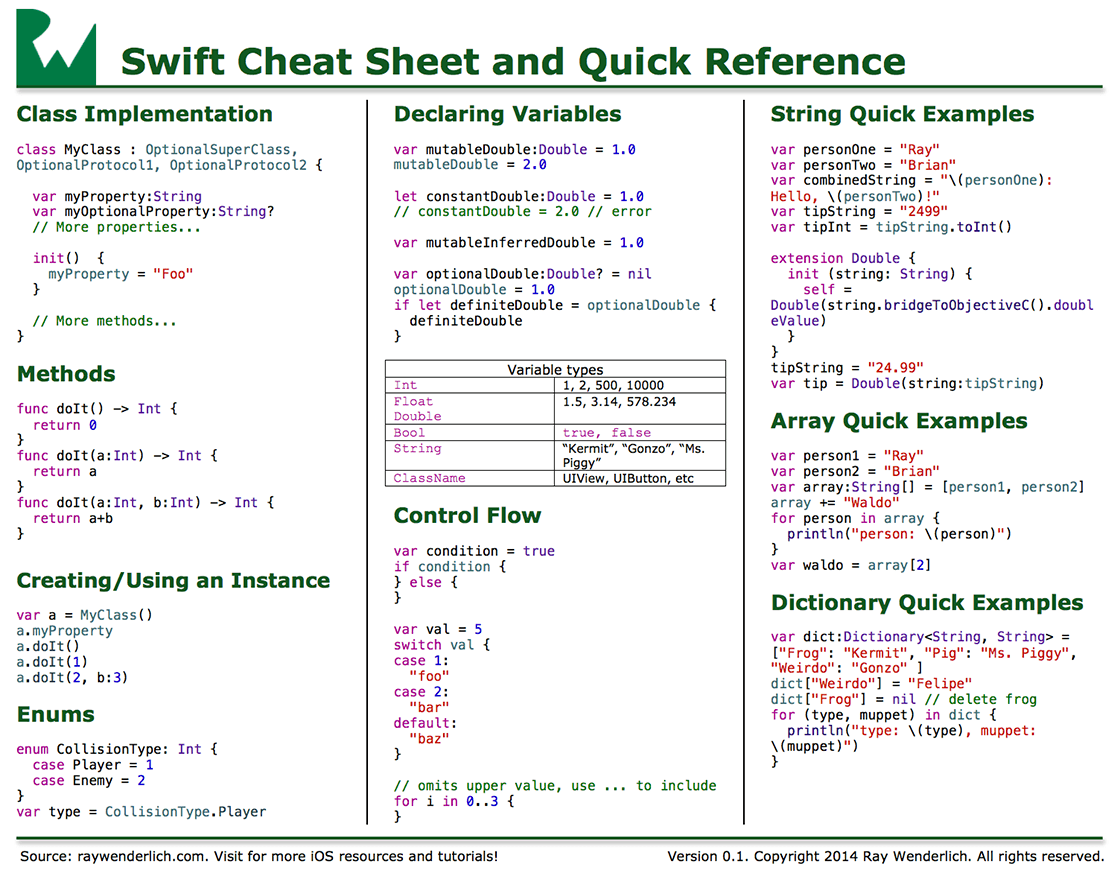 RW
Swift Cheat Sheet and Quick Reference
Class Implementation
class MyClass : OptionalSuperClass,
OptionalProtocol1, OptionalProtocol2 {
var myProperty:String
var myOptionalProperty:String?
// More properties...
init()  {
myProperty = "Foo"
}
// More methods...
}
Methods
func doIt() -> Int {
return 0
}
func doIt(a:Int) -> Int {
return a
}
func doIt(a:Int, b:Int) -> Int {
return a+b
}
Creating/Using an Instance
var a = MyClass()
a.myProperty
a.doIt()
a.doIt(1)
a.doIt(2, b:3)
Enums
enum CollisionType: Int {
case Player = 1
case Enemy = 2
}
var type = CollisionType.Player
Declaring Variables
var mutableDouble:Double = 1.0
mutableDouble = 2.0
let constantDouble:Double = 1.0
// constantDouble = 2.0 // error
var mutableInferredDouble = 1.0
var optionalDouble:Double? = nil
optionalDouble = 1.0
if let definiteDouble = optionalDouble {
definiteDouble
}
Variable types
Int 1, 2, 500, 10000
Float 1.5, 3.14, 578.234
Double
Bool true, false
String “Kermit”, “Gonzo”, “Ms.
Piggy”
ClassName UIView, UIButton, etc
Control Flow
var condition = true
if condition {
} else {
}
var val = 5
switch val {
case 1:
"foo"
case 2:
"bar"
default:
"baz"
}
// omits upper value, use ... to include
for i in 0..3 {
}
String Quick Examples
var personOne = "Ray"
var personTwo = "Brian"
var combinedString = "\(personOne):
Hello, \(personTwo)!"
var tipString = "2499"
var tipInt = tipString.toInt()
extension Double {
init (string: String) {
self =
Double(string.bridgeToObjectiveC().doubl
eValue)
}
}
tipString = "24.99"
var tip = Double(string:tipString)
Array Quick Examples
var person1 = "Ray"
var person2 = "Brian"
var array:String[] = [person1, person2]
array += "Waldo"
for person in array {
println("person: \(person)")
}
var waldo = array[2]
Dictionary Quick Examples
var dict:Dictionary<String, String> =
["Frog": "Kermit", "Pig": "Ms. Piggy",
"Weirdo": "Gonzo" ]
dict["Weirdo"] = "Felipe"
dict["Frog"] = nil // delete frog
for (type, muppet) in dict {
println("type: \(type), muppet:
\(muppet)")
}
Source: raywenderlich.com. Visit for more iOS resources and tutorials!
Version 0.1. Copyright 2014 Ray Wenderlich. All rights reserved.